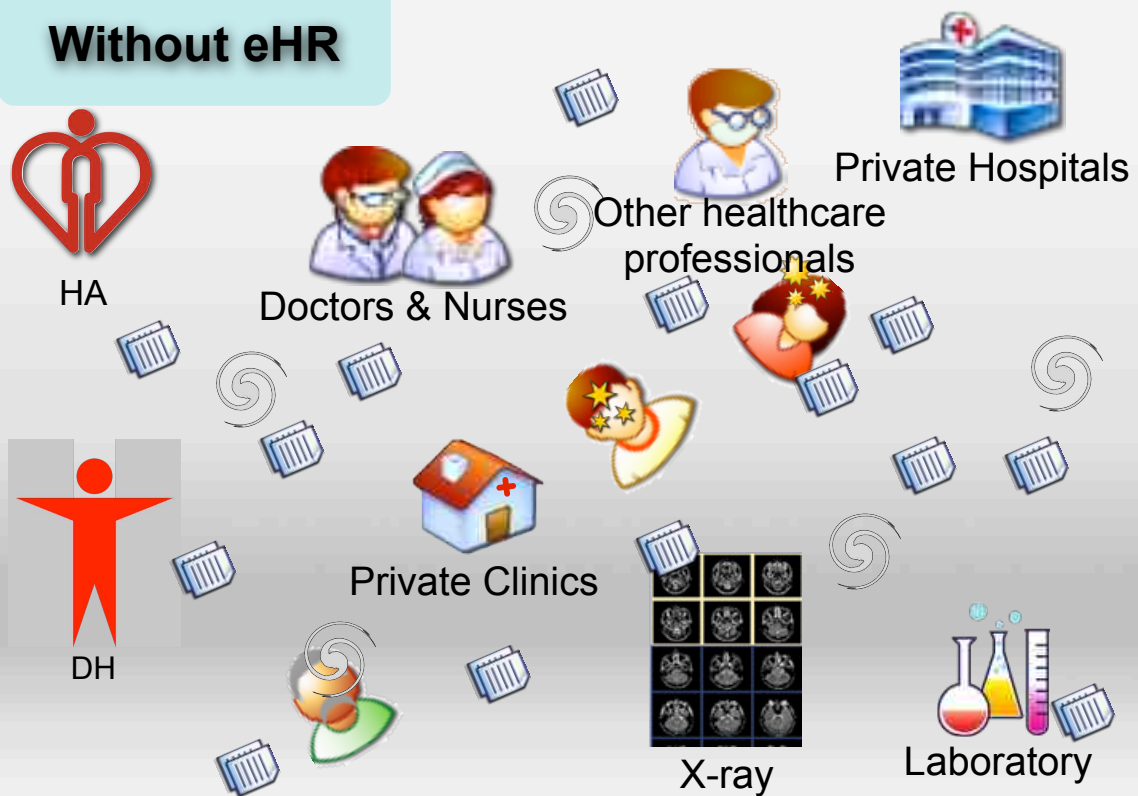 Without eHR
Private Hospitals
Other healthcare
professionals
HA
Doctors & Nurses
Private Clinics
DH
X-ray
Laboratory